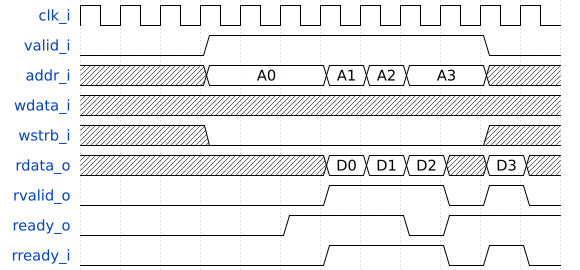 clk_i
valid_i
addr_i A0 A1 A2 A3
wdata_i
wstrb_i
rdata_o D0 D1 D2 D3
rvalid_o
ready_o
rready_i